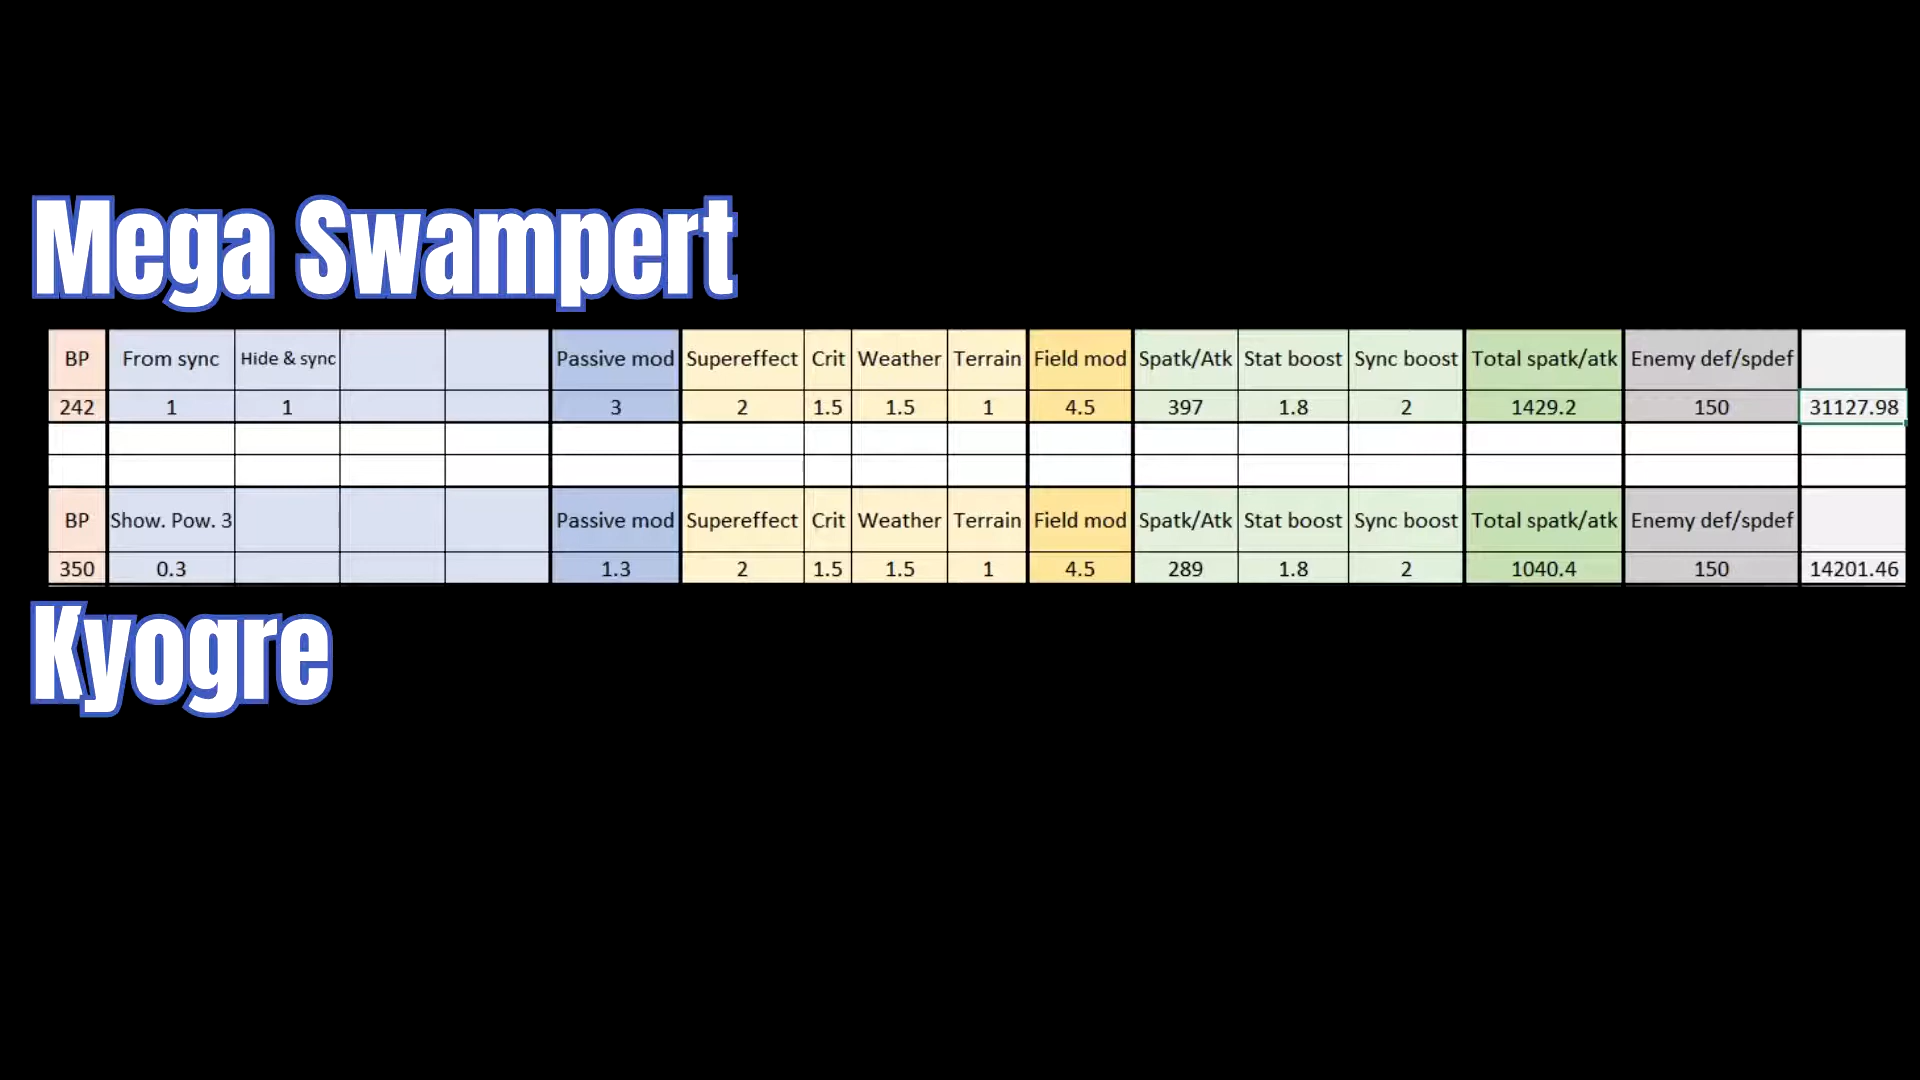 Mega Swampert
BP From sync Hide & sync Passive mod Supereffect Crit Weather Terrain Field mod Spatk/Atk Stat boost Sync boost Total spatk/atk Enemy def/spdef
242 1 1 3 2 1.5 1.5 1 4.5 397 1.8 2 1429.2 150 31127.98
BP Show. Pow. 3 Passive mod Supereffect Crit Weather Terrain Field mod Spatk/Atk Stat boost Sync boost Total spatk/atk Enemy def/spdef
350 0.3 1.3 2 1.5 1.5 1 4.5 289 1.8 2 1040.4 150 14201.46
Kyogre